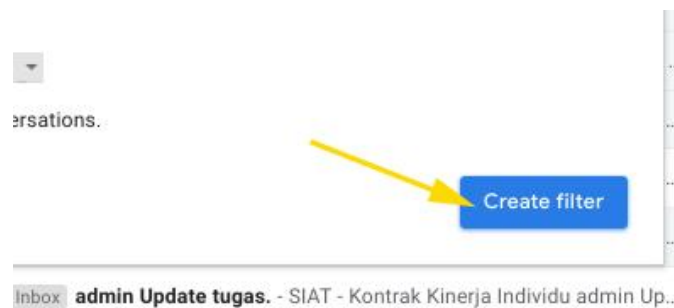 ersations.
Create filter
Inbox admin Update tugas. - SIAT - Kontrak Kinerja Individu admin Up...